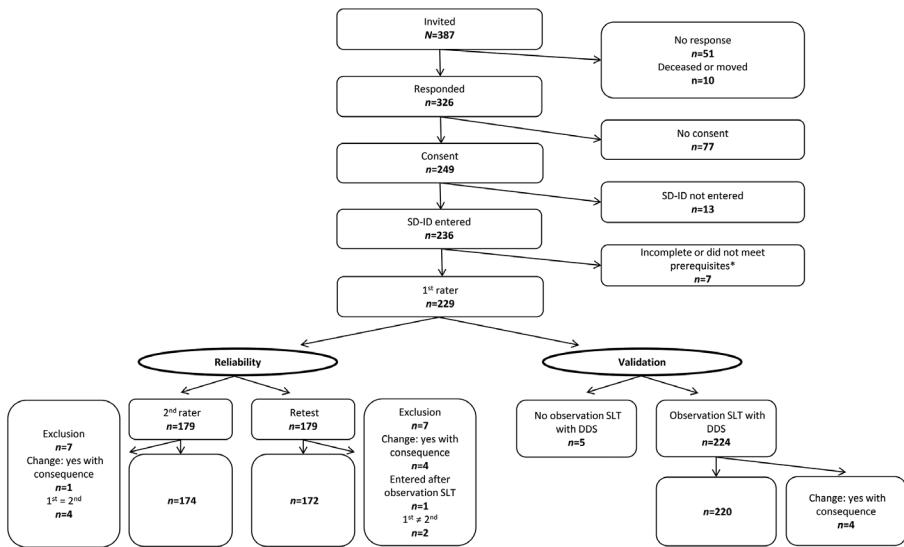 Invited
N=387
No response
n=51
Deceased or moved
n=10
Responded
n=326
No consent
n=77
Consent
n=249
SD-ID not entered
n=13
SD-ID entered
n=236
Incomplete or did not meet
prerequisites*
n=7
1st rater
n=229
Reliability
Validation
Exclusion
n=7
Change: yes with
consequence
n=1
1st = 2nd
n=4
2nd rater
n=179
n=174
Retest
n=179
n=172
Exclusion
n=7
Change: yes with
consequence
n=4
Entered after
observation SLT
n=1
1st ≠ 2nd
n=2
No observation SLT
with DDS
n=5
Observation SLT with
DDS
n=224
n=220
Change: yes with
consequence
n=4